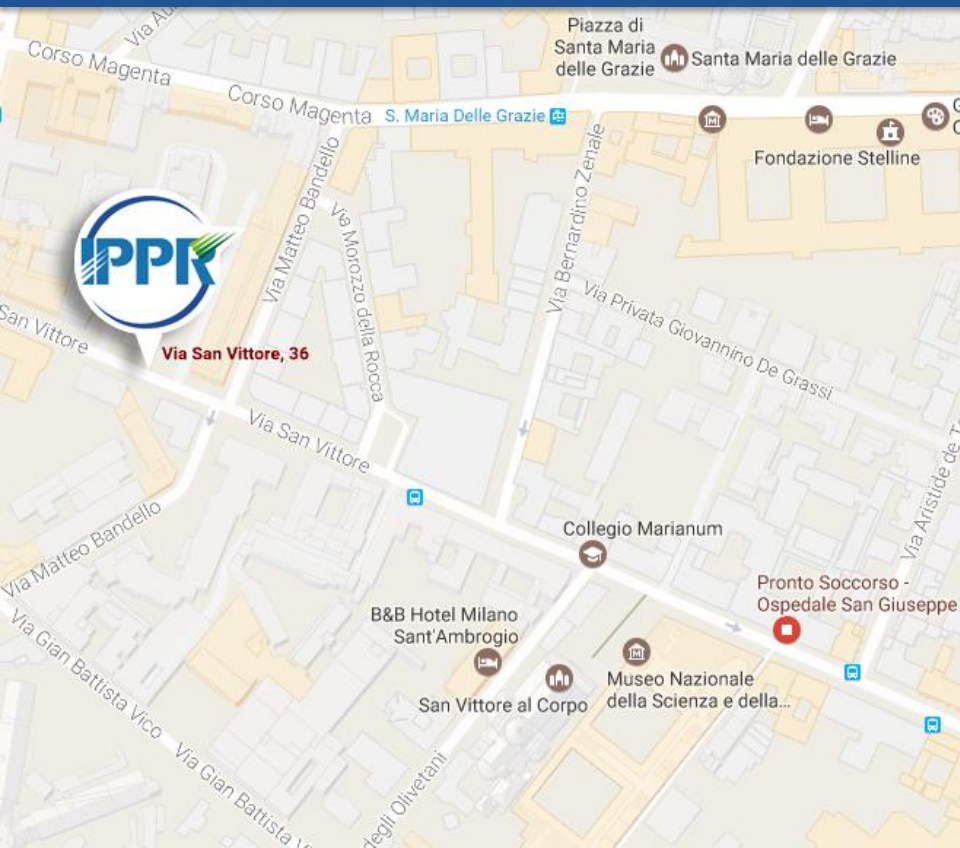 Corso Magenta
Corso Magenta
S. Maria Delle Grazie
Piazza di
Santa Maria
delle Grazie
Santa Maria delle Grazie
Fondazione Stelline
Via Matteo Bandello
Via Morozzo della Rocca
Via Bernardino Zenale
Via Privata Giovannino De Grassi
IPPR
San Vittore
Via San Vittore, 36
Via San Vittore
Via Aristide de
Via Matteo Bandello
Collegio Marianum
Pronto Soccorso -
Ospedale San Giuseppe
B&B Hotel Milano
Sant'Ambrogio
San Vittore al Corpo
Museo Nazionale
della Scienza e della...
Via Gian Battista Vico
Via Gian Battista
degli Olivetani